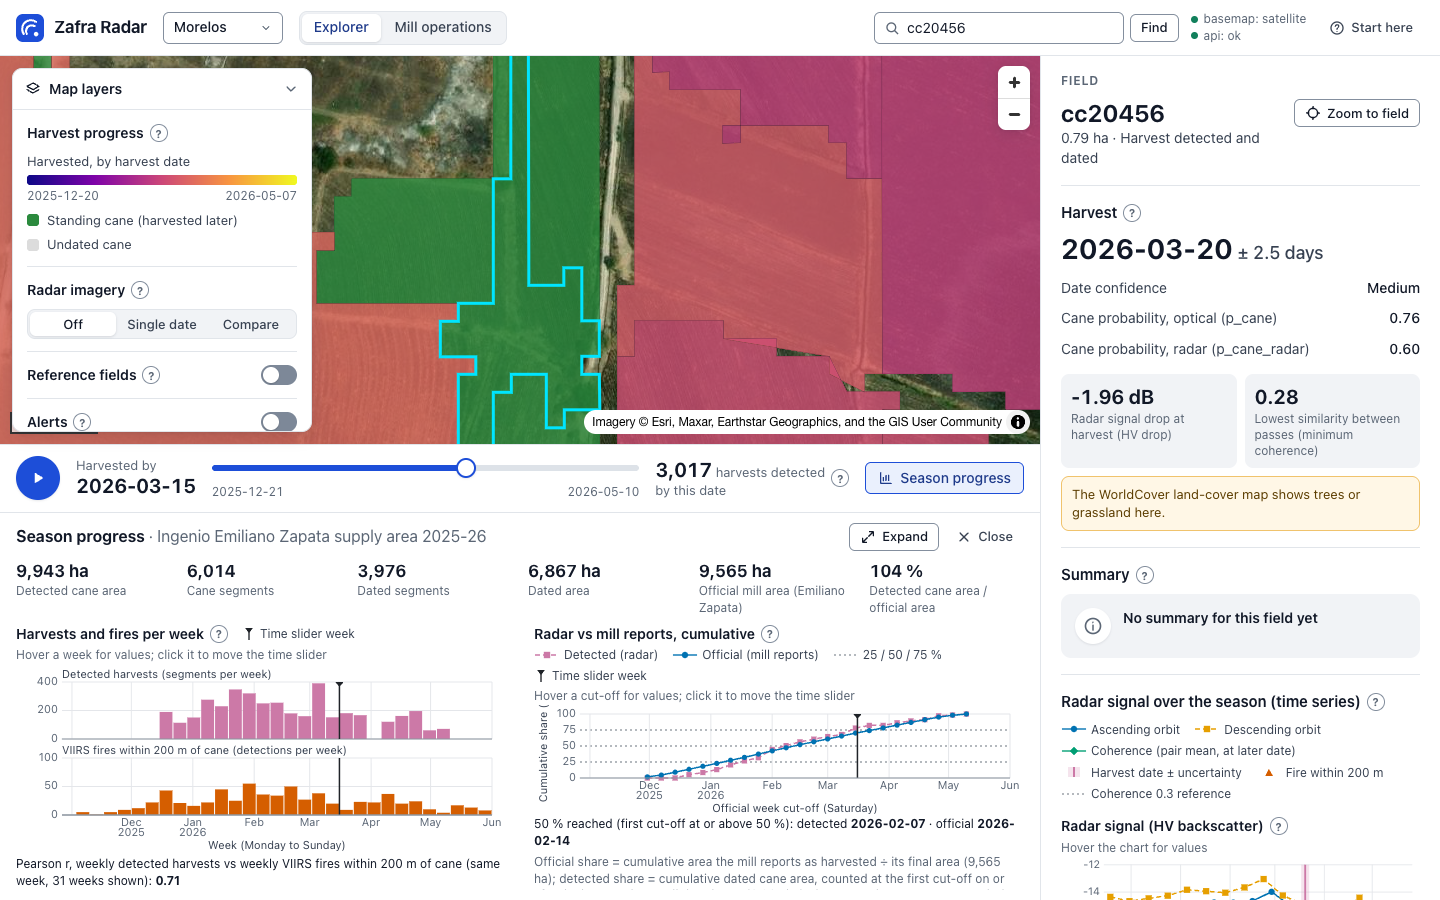 Zafra Radar
Morelos
Explorer
Mill operations
cc20456
Find
basemap: satellite
api: ok
Start here
Map layers
Harvest progress ?
Harvested, by harvest date
2025-12-20 2026-05-07
Standing cane (harvested later)
Undated cane
Radar imagery ?
Off Single date Compare
Reference fields ?
Alerts ?
+
−
Imagery © Esri, Maxar, Earthstar Geographics, and the GIS User Community
Harvested by
2026-03-15
2025-12-21 2026-05-10
3,017 harvests detected
by this date
?
Season progress
Season progress · Ingenio Emiliano Zapata supply area 2025-26
Expand
Close
9,943 ha
Detected cane area
6,014
Cane segments
3,976
Dated segments
6,867 ha
Dated area
9,565 ha
Official mill area (Emiliano
Zapata)
104 %
Detected cane area /
official area
Harvests and fires per week ? Time slider week
Hover a week for values; click it to move the time slider
Detected harvests (segments per week)
400
200
0
VIIRS fires within 200 m of cane (detections per week)
100
50
0
Dec Jan Feb Mar Apr May Jun
2025 2026
Week (Monday to Sunday)
Pearson r, weekly detected harvests vs weekly VIIRS fires within 200 m of cane (same
week, 31 weeks shown): 0.71
Radar vs mill reports, cumulative ?
Detected (radar) Official (mill reports) 25 / 50 / 75 %
Time slider week
Hover a cut-off for values; click it to move the time slider
Cumulative share (
100
75
50
25
0
Dec Jan Feb Mar Apr May Jun
2025 2026
Official week cut-off (Saturday)
50 % reached (first cut-off at or above 50 %): detected 2026-02-07 · official 2026-
02-14
Official share = cumulative area the mill reports as harvested ÷ its final area (9,565
ha); detected share = cumulative dated cane area, counted at the first cut-off on or
FIELD
cc20456
Zoom to field
0.79 ha · Harvest detected and
dated
Harvest ?
2026-03-20 ± 2.5 days
Date confidence Medium
Cane probability, optical (p_cane) 0.76
Cane probability, radar (p_cane_radar) 0.60
-1.96 dB
Radar signal drop at
harvest (HV drop)
0.28
Lowest similarity between
passes (minimum
coherence)
The WorldCover land-cover map shows trees or
grassland here.
Summary ?
No summary for this field yet
Radar signal over the season (time series) ?
Ascending orbit Descending orbit
Coherence (pair mean, at later date)
Harvest date ± uncertainty Fire within 200 m
Coherence 0.3 reference
Radar signal (HV backscatter) ?
Hover the chart for values
-12
-14